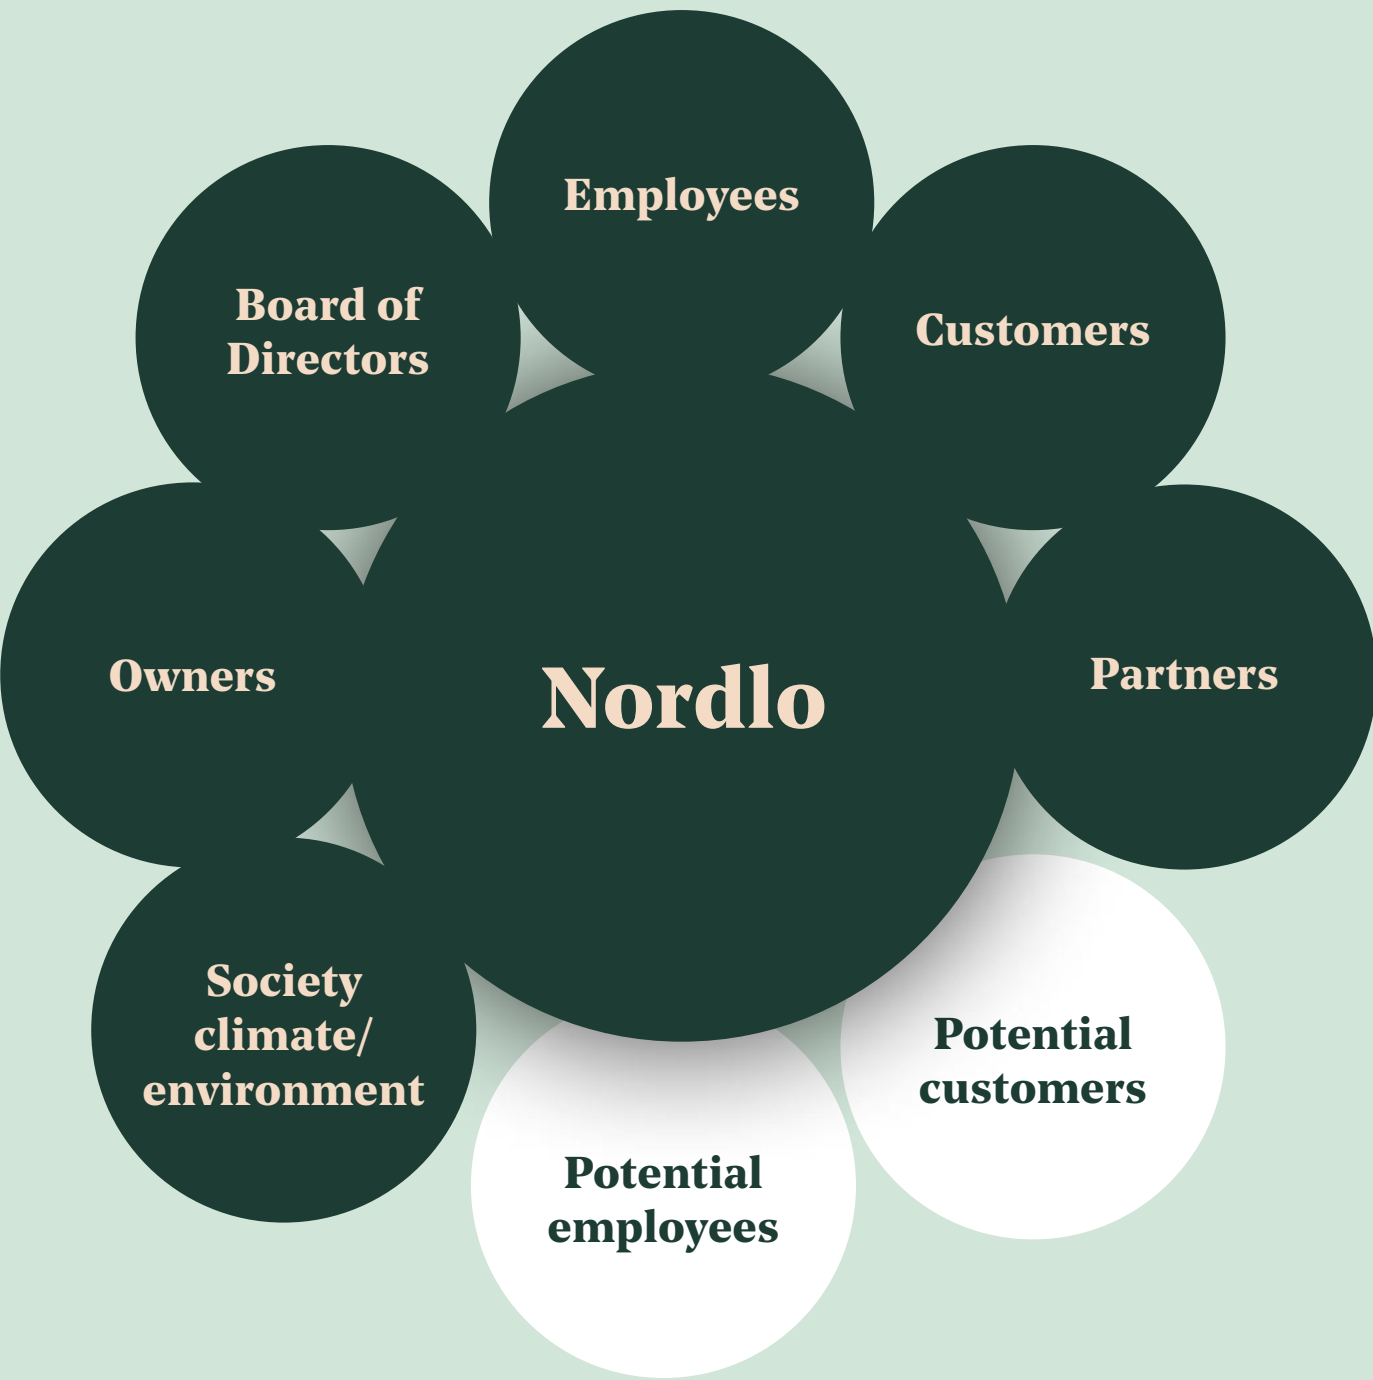 Employees
Board of
Directors
Customers
Owners
Nordlo
Partners
Society
climate/
environment
Potential
customers
Potential
employees